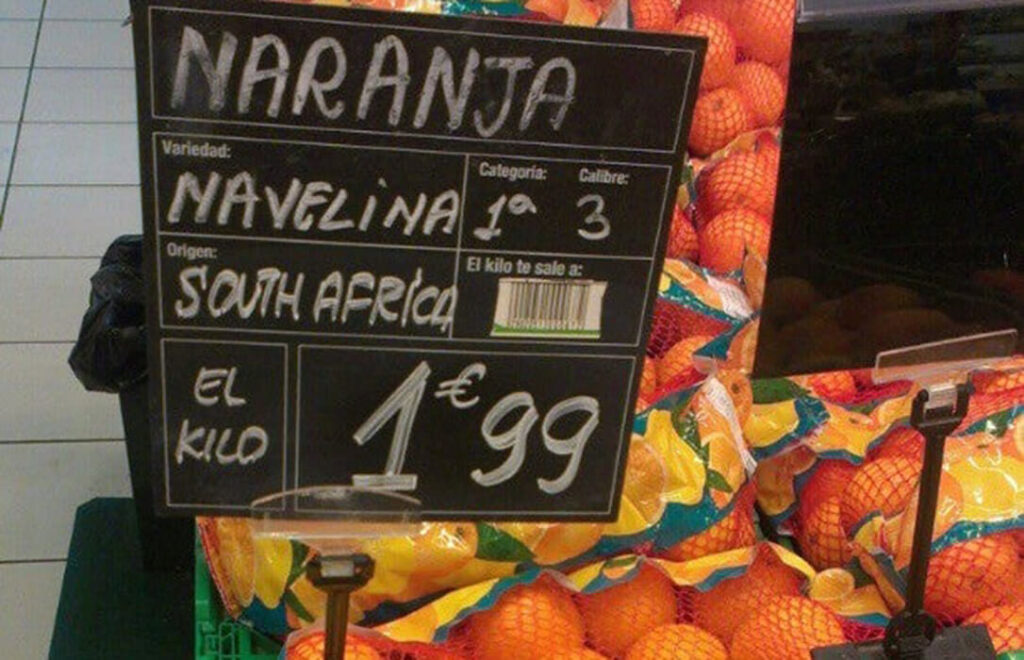 NARANJA
Variedad:
NAVELINA
Categoría:
1ª
Calibre:
3
Origen:
SOUTH AFRICA
El kilo te sale a:
EL
KILO
1€99